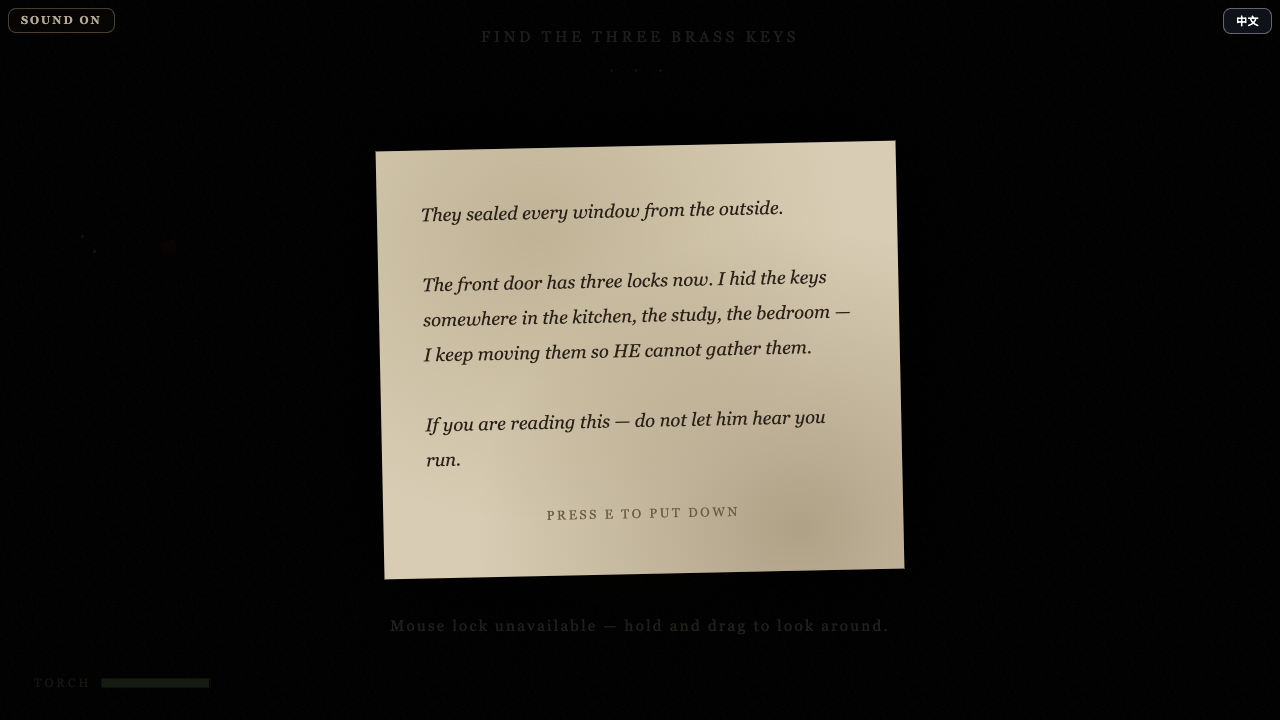 SOUND ON
中文
FIND THE THREE BRASS KEYS
They sealed every window from the outside.
The front door has three locks now. I hid the keys
somewhere in the kitchen, the study, the bedroom —
I keep moving them so HE cannot gather them.
If you are reading this — do not let him hear you
run.
PRESS E TO PUT DOWN
Mouse lock unavailable — hold and drag to look around.
TORCH